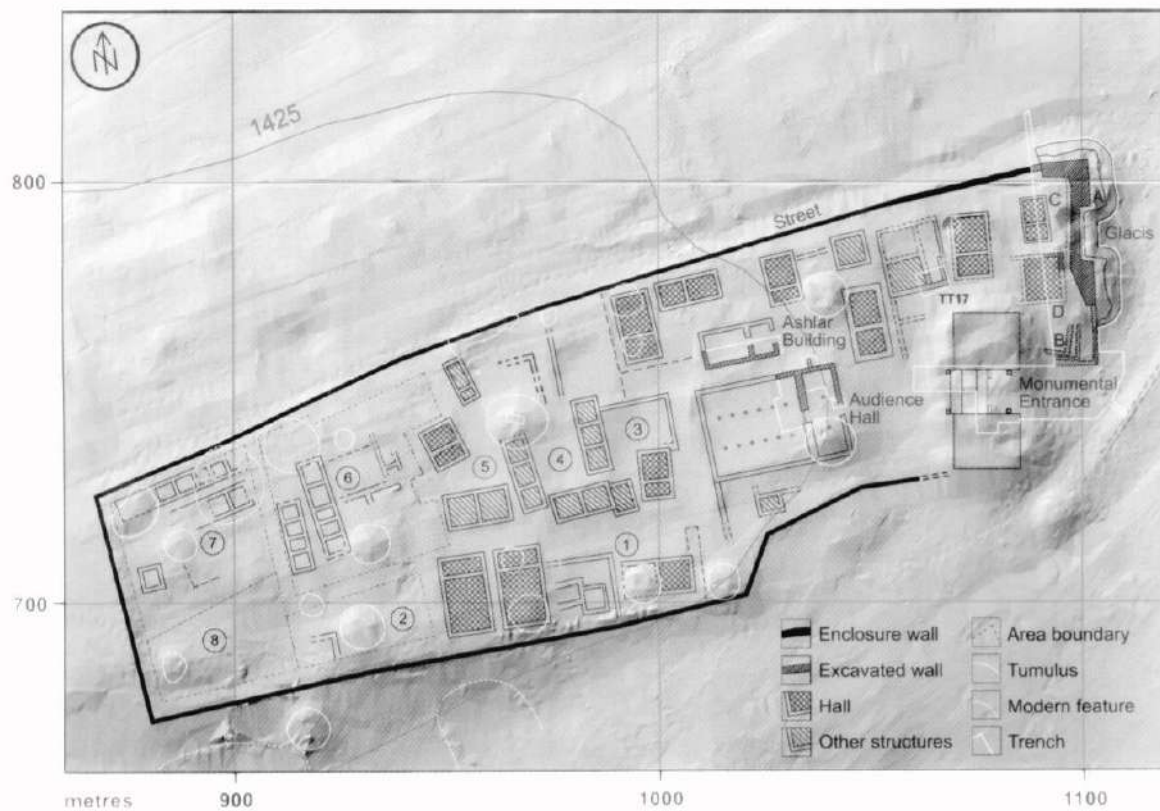 N
1425
800
Street
C
A
Glacis
TT17
D
B
Ashlar
Building
Monumental
Entrance
Audience
Hall
3
4
5
6
7
1
2
8
700
Enclosure wall
Excavated wall
Hall
Other structures
Area boundary
Tumulus
Modern feature
Trench
metres
900
1000
1100